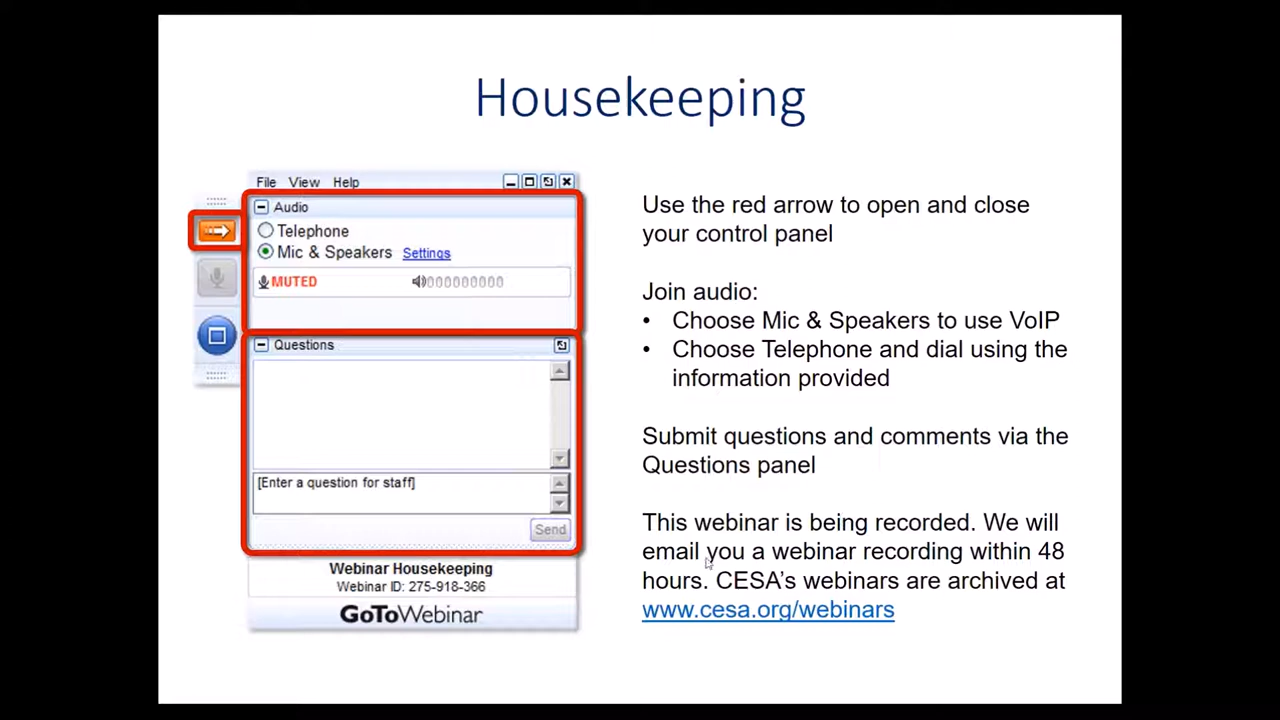 Housekeeping
File View Help
Audio
Telephone
Mic & Speakers Settings
MUTED 000000000
Questions
[Enter a question for staff]
Send
Webinar Housekeeping
Webinar ID: 275-918-366
GoToWebinar
Use the red arrow to open and close
your control panel
Join audio:
• Choose Mic & Speakers to use VoIP
• Choose Telephone and dial using the
information provided
Submit questions and comments via the
Questions panel
This webinar is being recorded. We will
email you a webinar recording within 48
hours. CESA's webinars are archived at
www.cesa.org/webinars